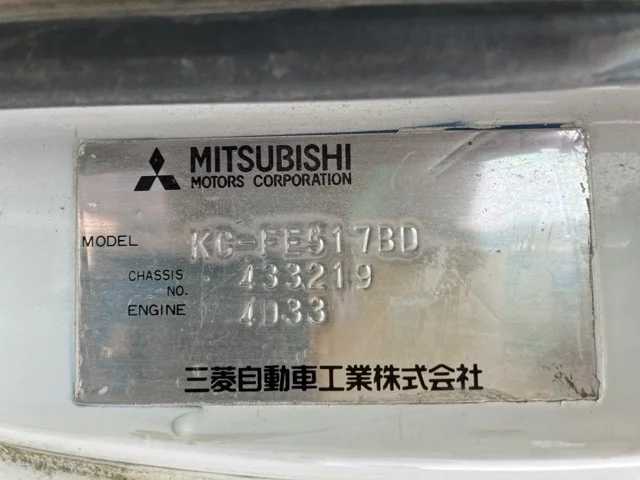 MITSUBISHI
MOTORS CORPORATION
MODEL KC-FE517BD
CHASSIS NO. 433219
ENGINE 4D33
三菱自動車工業株式会社